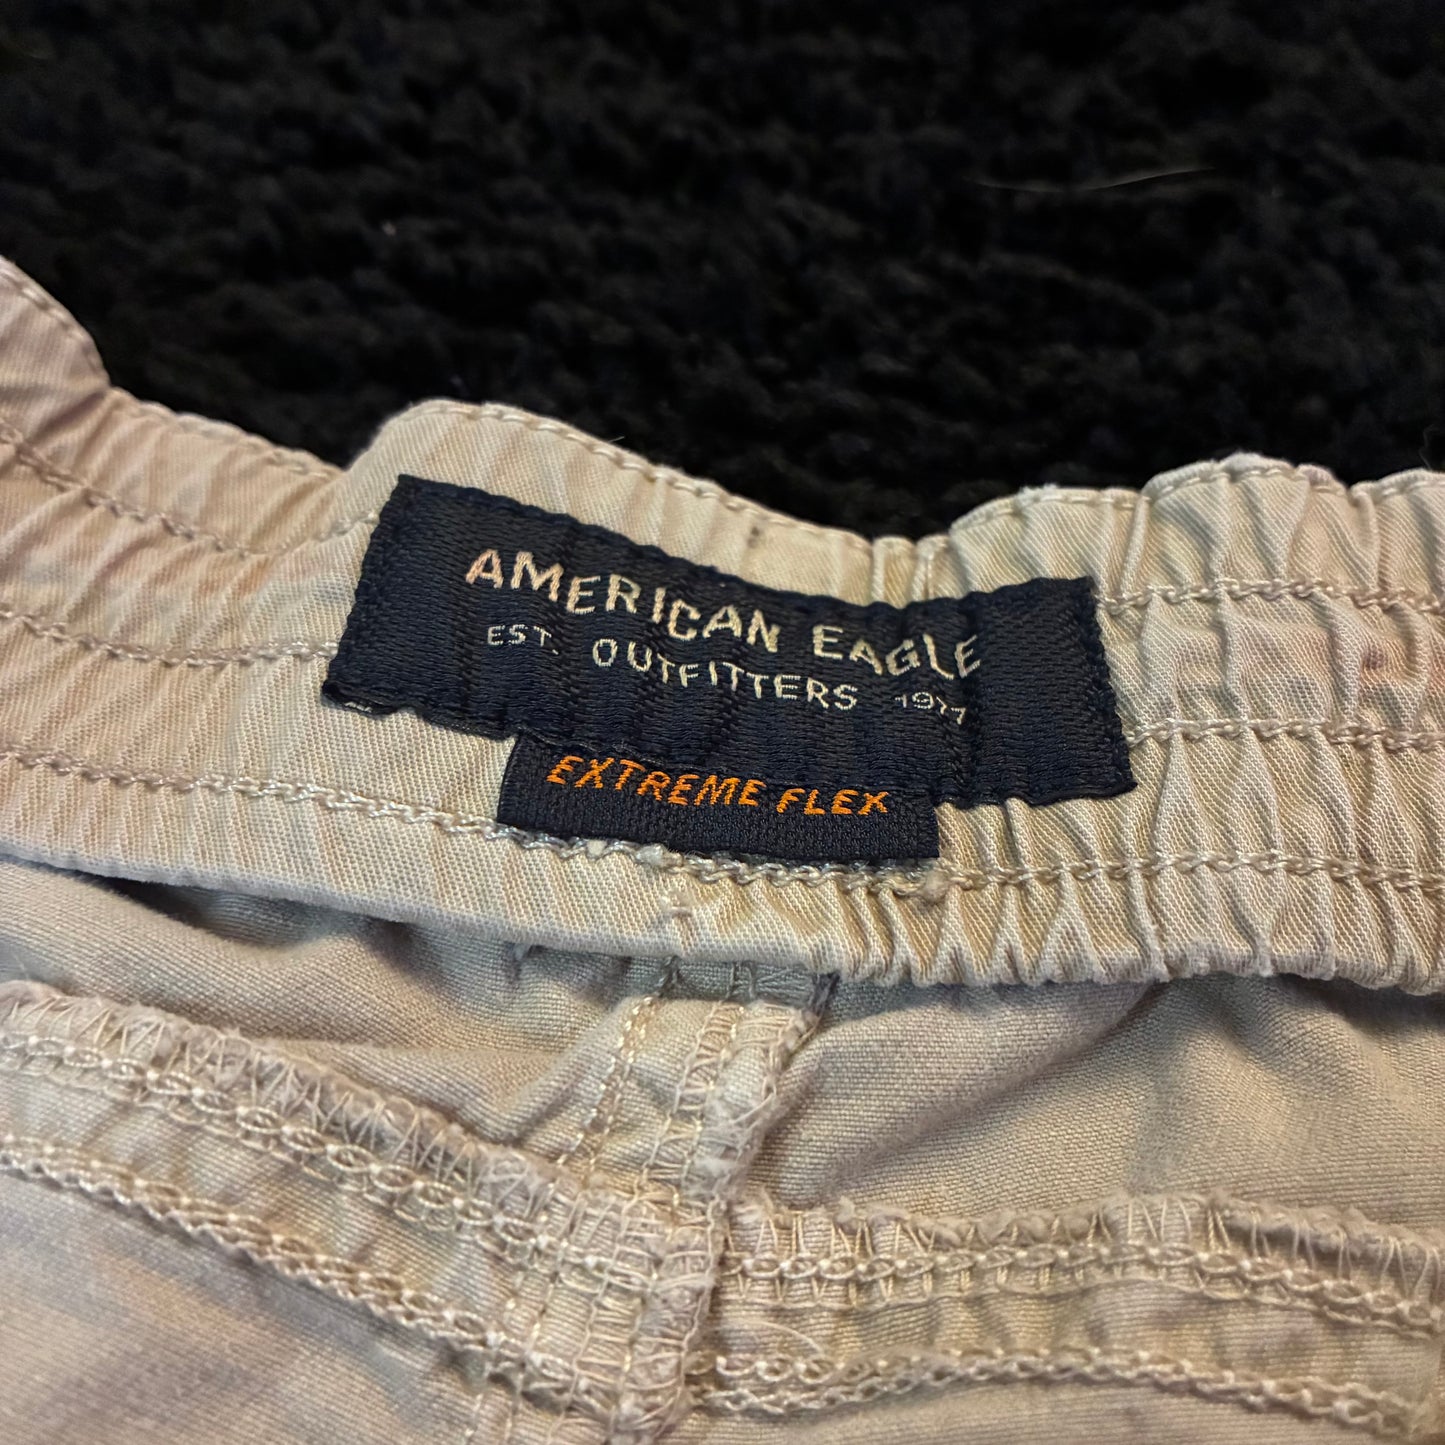 AMERICAN EAGLE
EST. OUTFITTERS 1977
EXTREME FLEX